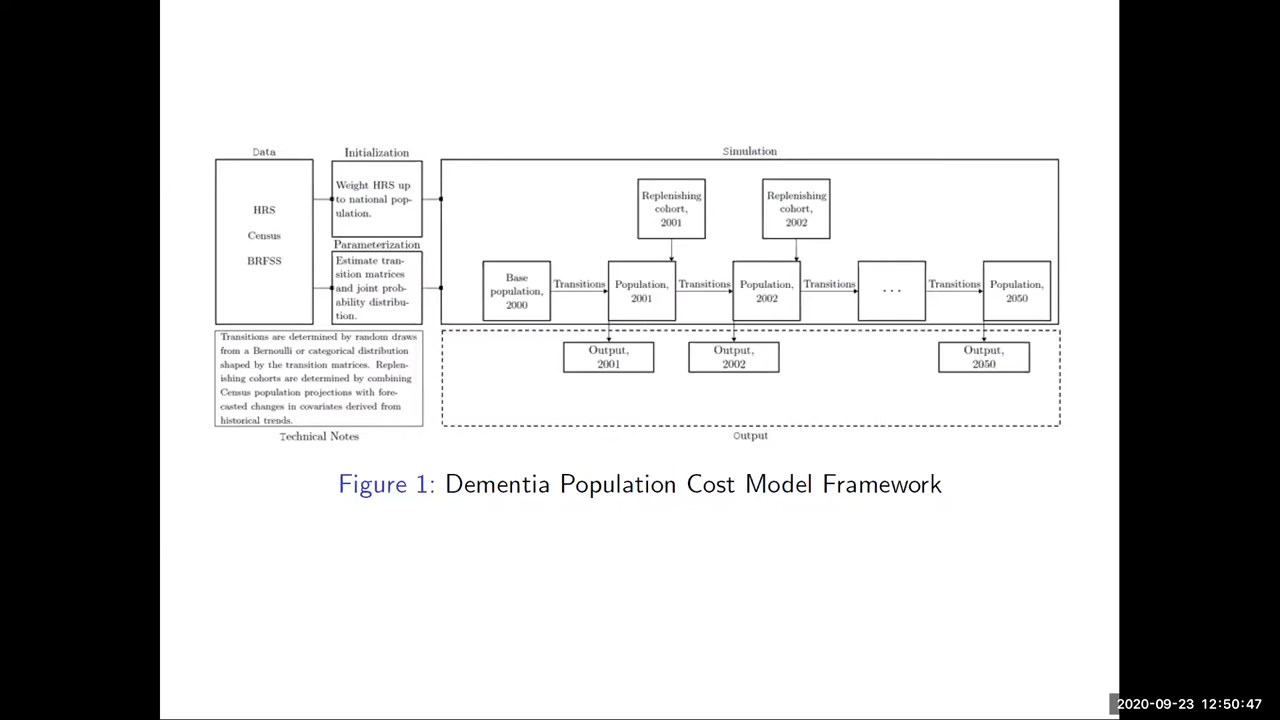 Data
HRS
Census
BRFSS
Initialization
Weight HRS up
to national pop-
ulation.
Parameterization
Estimate tran-
sition matrices
and joint prob-
ability distribu-
tion.
Simulation
Replenishing
cohort,
2001
Replenishing
cohort,
2002
Base
population,
2000
Transitions
Population,
2001
Transitions
Population,
2002
Transitions
...
Transitions
Population,
2050
Transitions are determined by random draws
from a Bernoulli or categorical distribution
shaped by the transition matrices. Replen-
ishing cohorts are determined by combining
Census population projections with fore-
casted changes in covariates derived from
historical trends.
Technical Notes
Output,
2001
Output,
2002
Output,
2050
Output
Figure 1: Dementia Population Cost Model Framework
2020-09-23 12:50:47